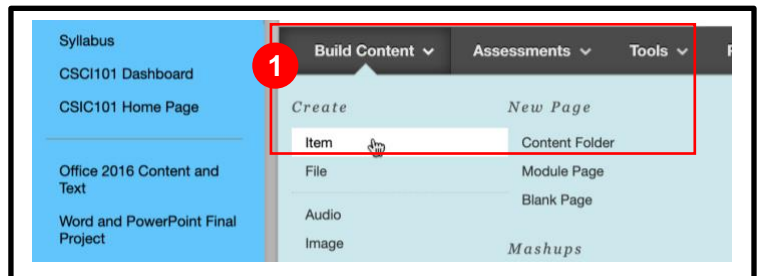 Syllabus
CSCI101 Dashboard
CSIC101 Home Page
Office 2016 Content and
Text
Word and PowerPoint Final
Project
1
Build Content
Assessments
Tools
Create
Item
File
Audio
Image
New Page
Content Folder
Module Page
Blank Page
Mashups